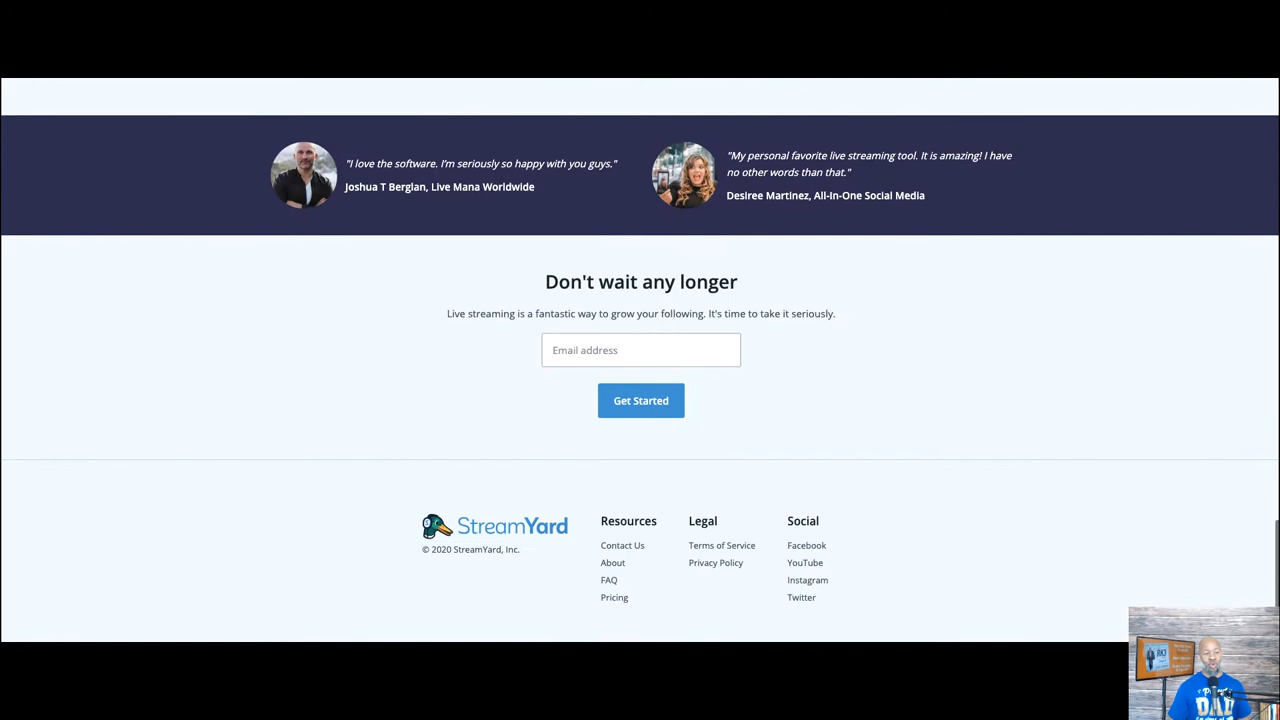 "I love the software. I'm seriously so happy with you guys."
Joshua T Berglan, Live Mana Worldwide
"My personal favorite live streaming tool. It is amazing! I have
no other words than that."
Desiree Martinez, All-In-One Social Media
Don't wait any longer
Live streaming is a fantastic way to grow your following. It's time to take it seriously.
Email address
Get Started
StreamYard
© 2020 StreamYard, Inc.
Resources
Contact Us
About
FAQ
Pricing
Legal
Terms of Service
Privacy Policy
Social
Facebook
YouTube
Instagram
Twitter
DAD